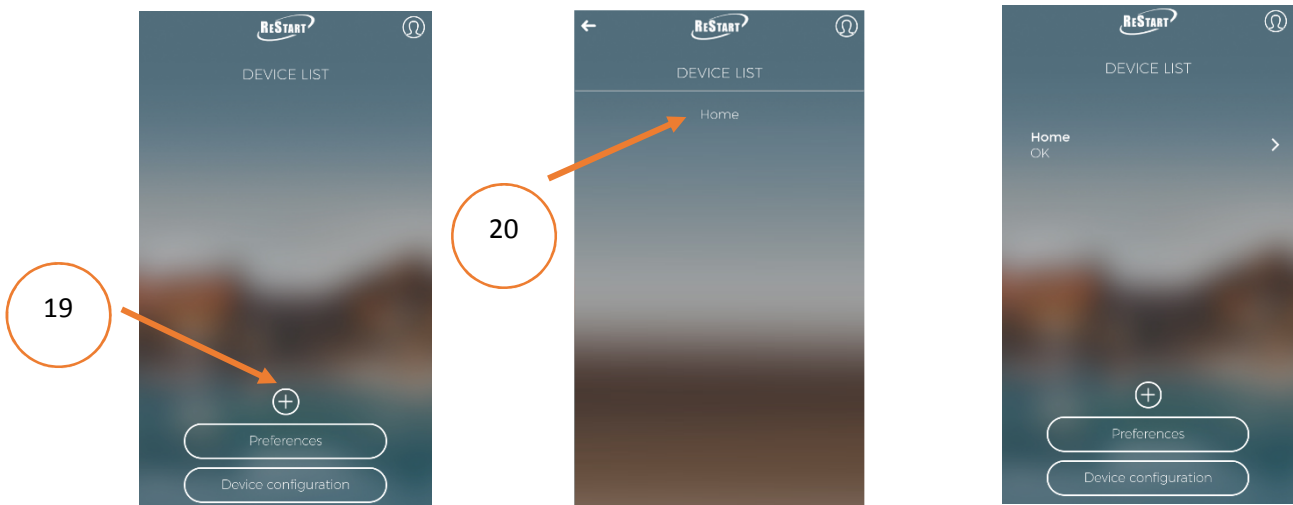 ReStart
DEVICE LIST
19
Preferences
Device configuration
ReStart
DEVICE LIST
Home
20
ReStart
DEVICE LIST
Home
OK
Preferences
Device configuration